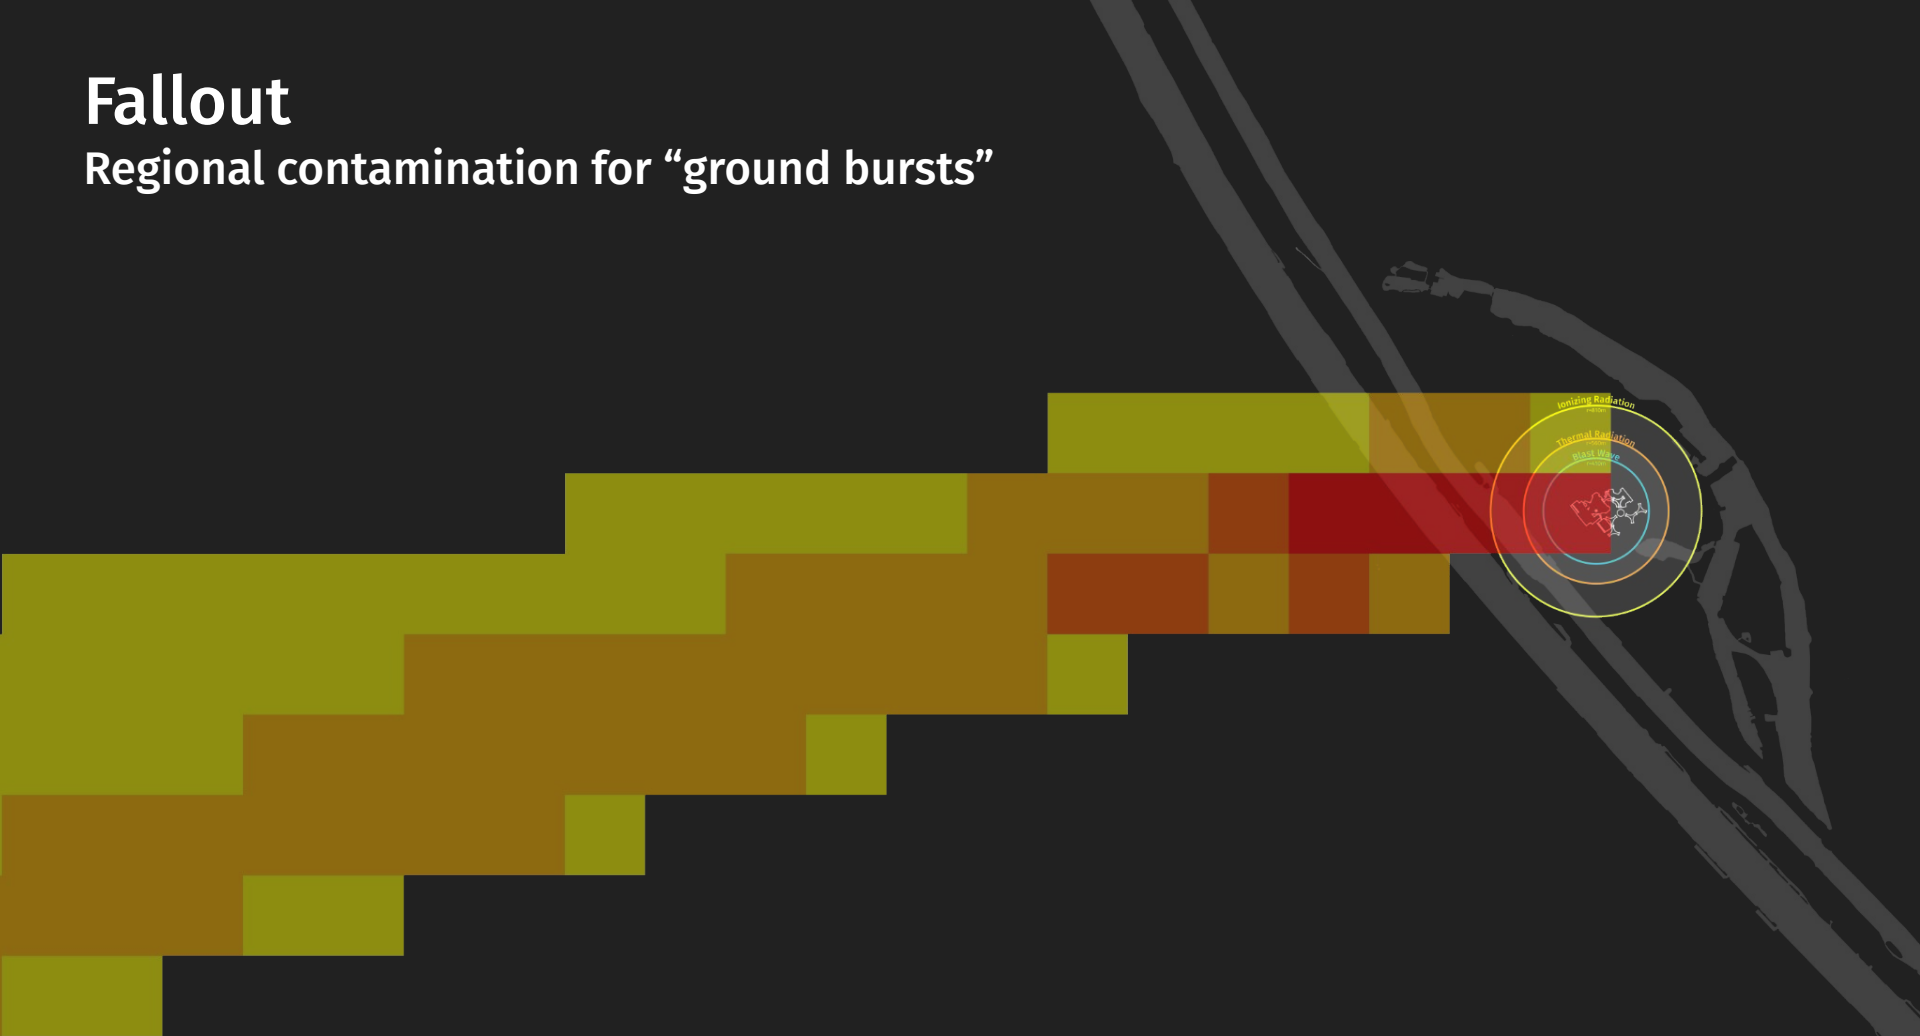 Fallout
Regional contamination for “ground bursts”
Ionizing Radiation
Thermal Radiation
Blast Wave